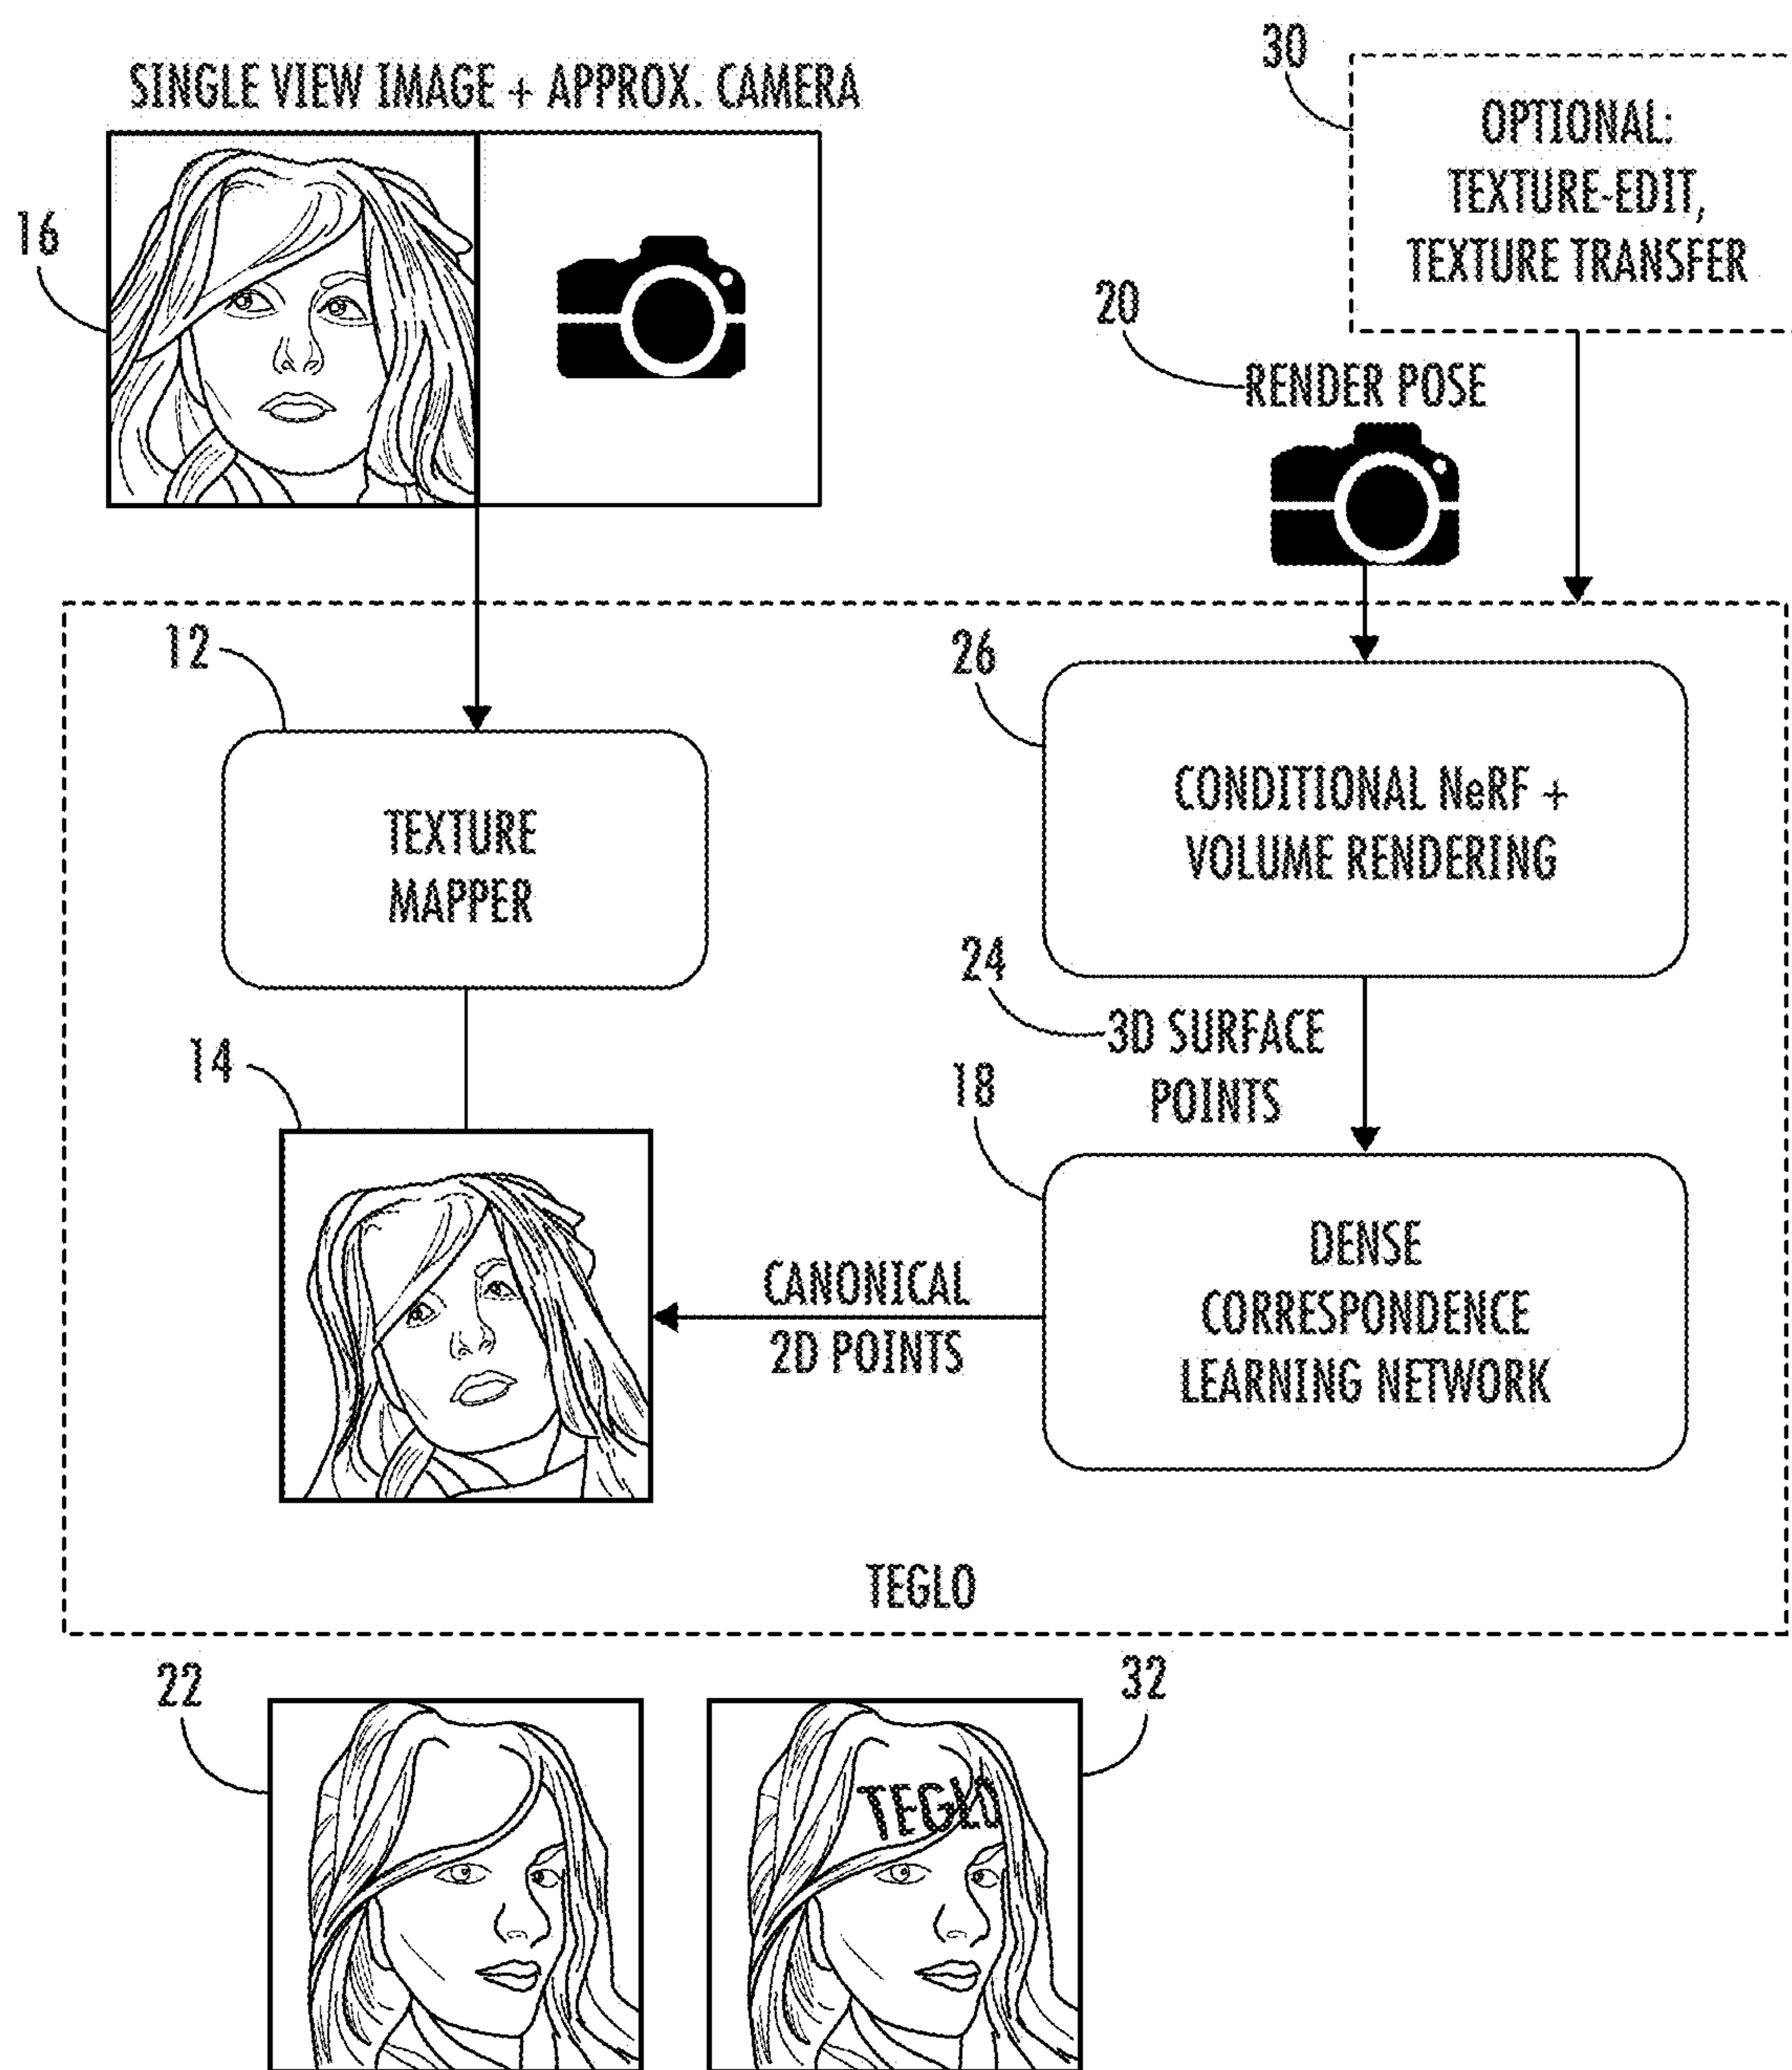 30
SINGLE VIEW IMAGE + APPROX. CAMERA
OPTIONAL:
TEXTURE-EDIT,
TEXTURE TRANSFER
16
20
RENDER POSE
12
26
TEXTURE
MAPPER
CONDITIONAL NeRF +
VOLUME RENDERING
24
3D SURFACE
POINTS
14
18
CANONICAL
2D POINTS
DENSE
CORRESPONDENCE
LEARNING NETWORK
TEGLO
22
32
TEGLO